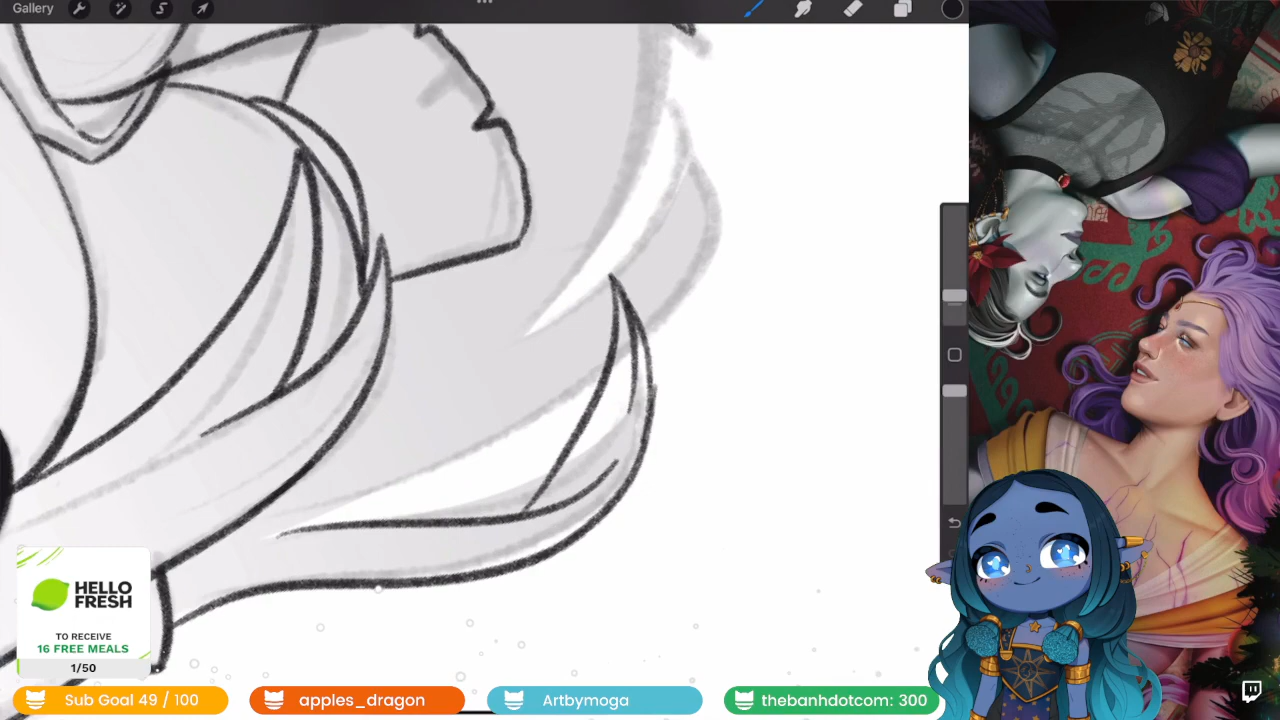 Gallery
HELLO
FRESH
TO RECEIVE
16 FREE MEALS
1/50
Sub Goal 49 / 100
apples_dragon
Artbymoga
thebanhdotcom: 300